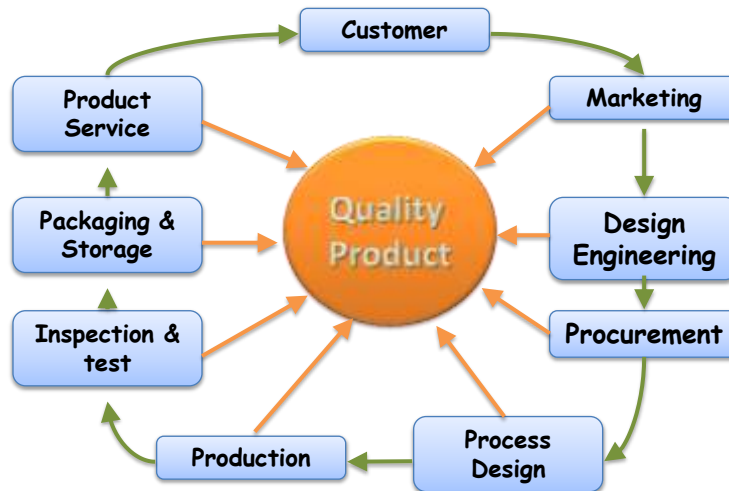 Customer
Product
Service
Marketing
Quality
Product
Packaging &
Storage
Design
Engineering
Inspection &
test
Procurement
Production
Process
Design